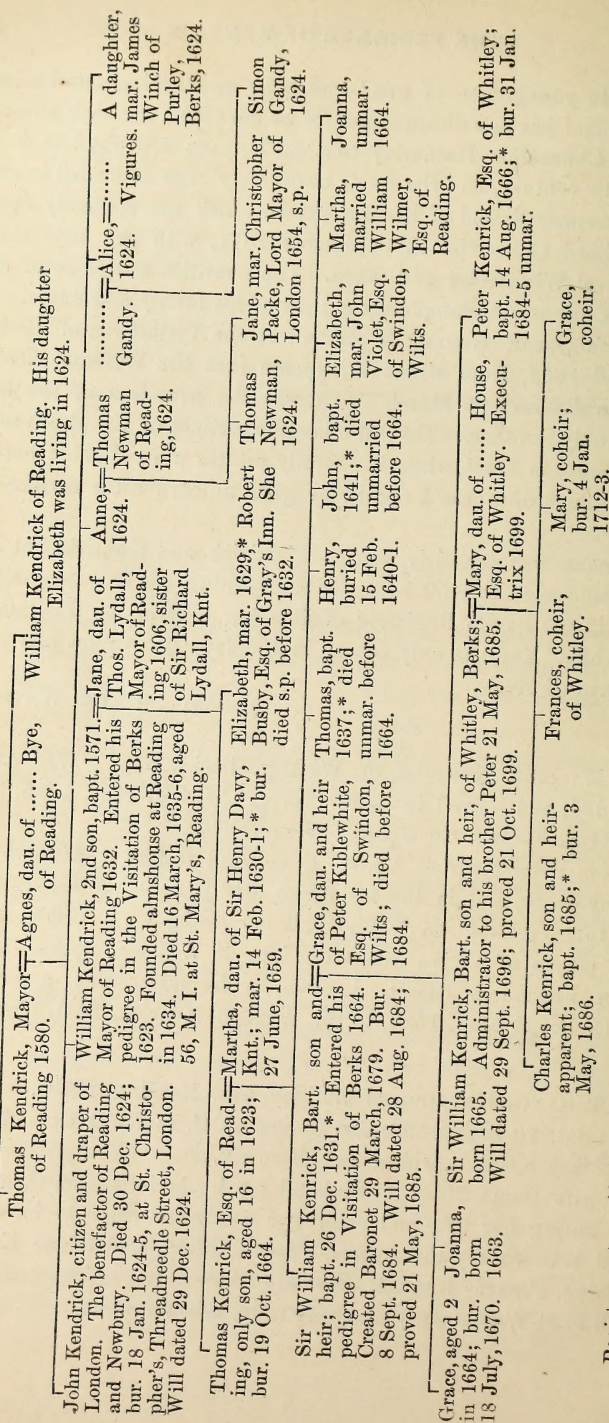 Thomas Kendrick, Mayor=Agnes, dau. of ...... Bye,
of Reading 1580.
of Reading.
William Kendrick of Reading. His daughter
Elizabeth was living in 1624.
John Kendrick, citizen and draper of
London. The benefactor of Reading
and Newbury. Died 30 Dec. 1624;
bur. 18 Jan. 1624-5, at St. Christo-
pher's, Threadneedle Street, London.
Will dated 29 Dec. 1624.
William Kendrick, 2nd son, bapt. 1571.=Jane, dau. of
Mayor of Reading 1632. Entered his
pedigree in the Visitation of Berks
1623. Founded almshouse at Reading
in 1634. Died 16 March, 1635-6, aged
56, M. I. at St. Mary's, Reading.
Thos. Lydall,
Mayor of Read-
ing 1606, sister
of Sir Richard
Lydall, Knt.
Anne,=Thomas
1624.
Newman
of Read-
ing, 1624.
.........=Alice,=......
Gandy. 1624. Vigures.
A daughter,
mar. James
Winch of
Purley,
Berks, 1624.
Thomas Kenrick, Esq. of Read-=Martha, dau. of Sir Henry Davy,
ing, only son, aged 16 in 1623;
bur. 19 Oct. 1664.
Knt.; mar. 14 Feb. 1630-1;* bur.
27 June, 1659.
Elizabeth, mar. 1629,* Robert
Busby, Esq. of Gray's Inn. She
died s.p. before 1632.
Thomas
Newman,
1624.
Jane, mar. Christopher
Packe, Lord Mayor of
London 1654, s.p.
Simon
Gandy,
1624.
Sir William Kenrick, Bart. son and=Grace, dau. and heir
heir; bapt. 26 Dec. 1631.* Entered his
pedigree in Visitation of Berks 1664.
Created Baronet 29 March, 1679. Bur.
8 Sept. 1684. Will dated 28 Aug. 1684;
proved 21 May, 1685.
of Peter Kiblewhite,
Esq. of Swindon,
Wilts; died before
1684.
Thomas, bapt.
1637;* died
unmar. before
1664.
Henry,
buried
15 Feb.
1640-1.
John, bapt.
1641;* died
unmarried
before 1664.
Elizabeth,
mar. John
Violet, Esq.
of Swindon,
Wilts.
Martha,
married
William
Wilmer,
Esq. of
Reading.
Joanna,
unmar.
1664.
Grace, aged 2
in 1664; bur.
18 July, 1670.
Joanna,
born
1663.
Sir William Kenrick, Bart. son and heir, of Whitley, Berks;=Mary, dau. of ...... House,
born 1665. Administrator to his brother Peter 21 May, 1685.
Will dated 29 Sept. 1696; proved 21 Oct. 1699.
Esq. of Whitley. Execu-
trix 1699.
Peter Kenrick, Esq. of Whitley;
bapt. 14 Aug. 1666;* bur. 31 Jan.
1684-5 unmar.
Charles Kenrick, son and heir-
apparent; bapt. 1685;* bur. 3
May, 1686.
Frances, coheir,
of Whitley.
Mary, coheir;
bur. 4 Jan.
1712-3.
Grace,
coheir.